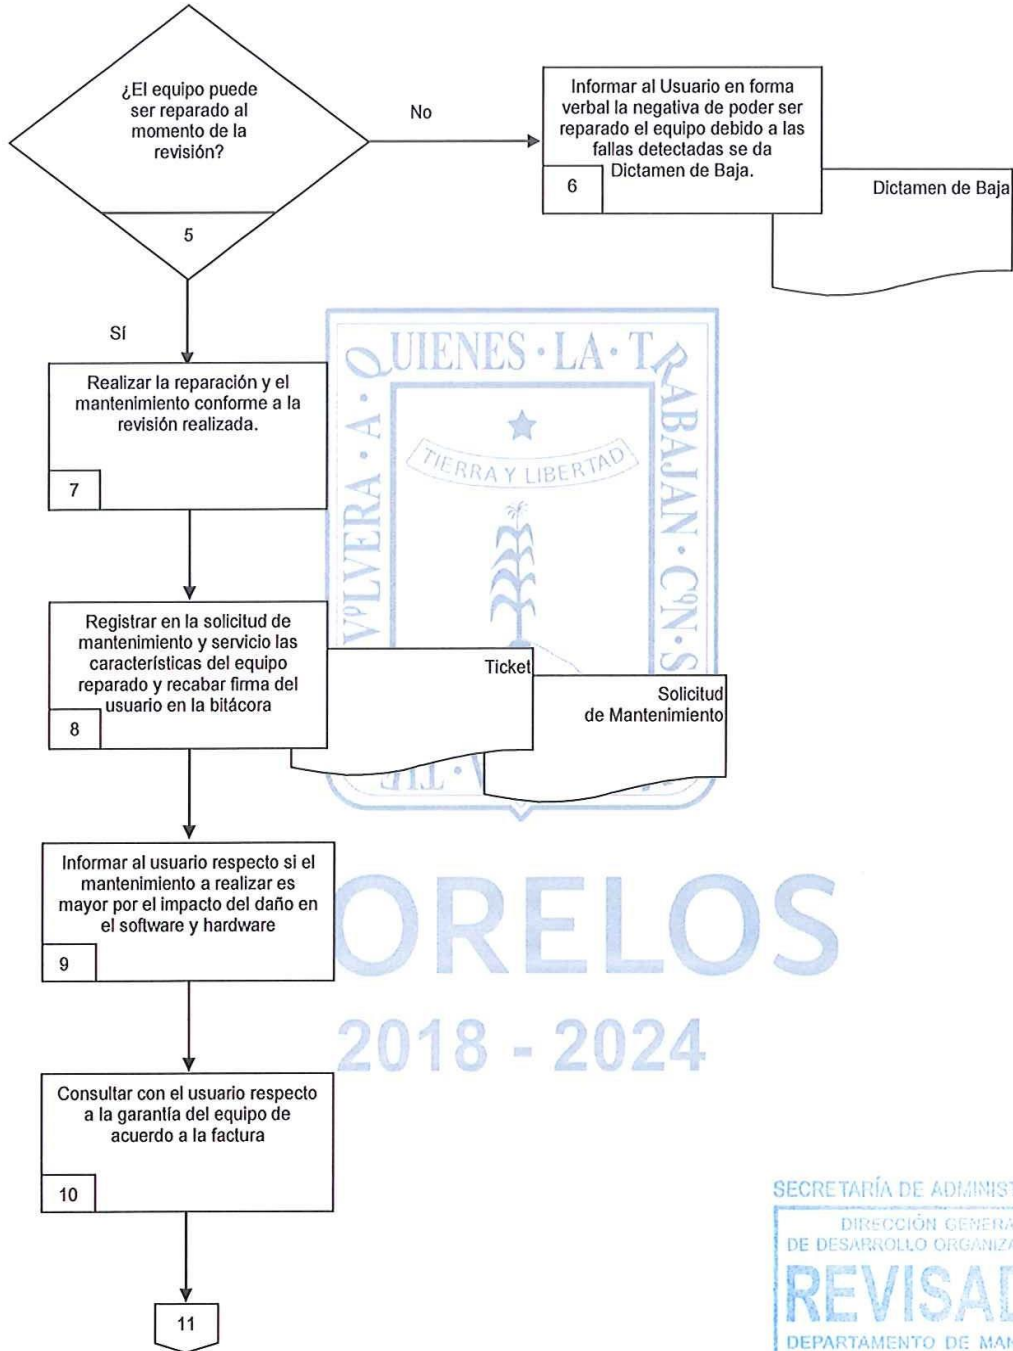 ¿El equipo puede
ser reparado al
momento de la
revisión?
5
No
Informar al Usuario en forma
verbal la negativa de poder ser
reparado el equipo debido a las
fallas detectadas se da
Dictamen de Baja.
6
Dictamen de Baja
Sí
Realizar la reparación y el
mantenimiento conforme a la
revisión realizada.
7
Registrar en la solicitud de
mantenimiento y servicio las
características del equipo
reparado y recabar firma del
usuario en la bitácora
8
Ticket
Solicitud
de Mantenimiento
Informar al usuario respecto si el
mantenimiento a realizar es
mayor por el impacto del daño en
el software y hardware
9
Consultar con el usuario respecto
a la garantía del equipo de
acuerdo a la factura
10
11
VOLVERA · A · QUIENES · LA · TRABAJAN · CON · S
TIERRA Y LIBERTAD
ORELOS
2018 - 2024
SECRETARÍA DE ADMINIST
DIRECCIÓN GENERA
DE DESARROLLO ORGANIZA
REVISAD
DEPARTAMENTO DE MAN